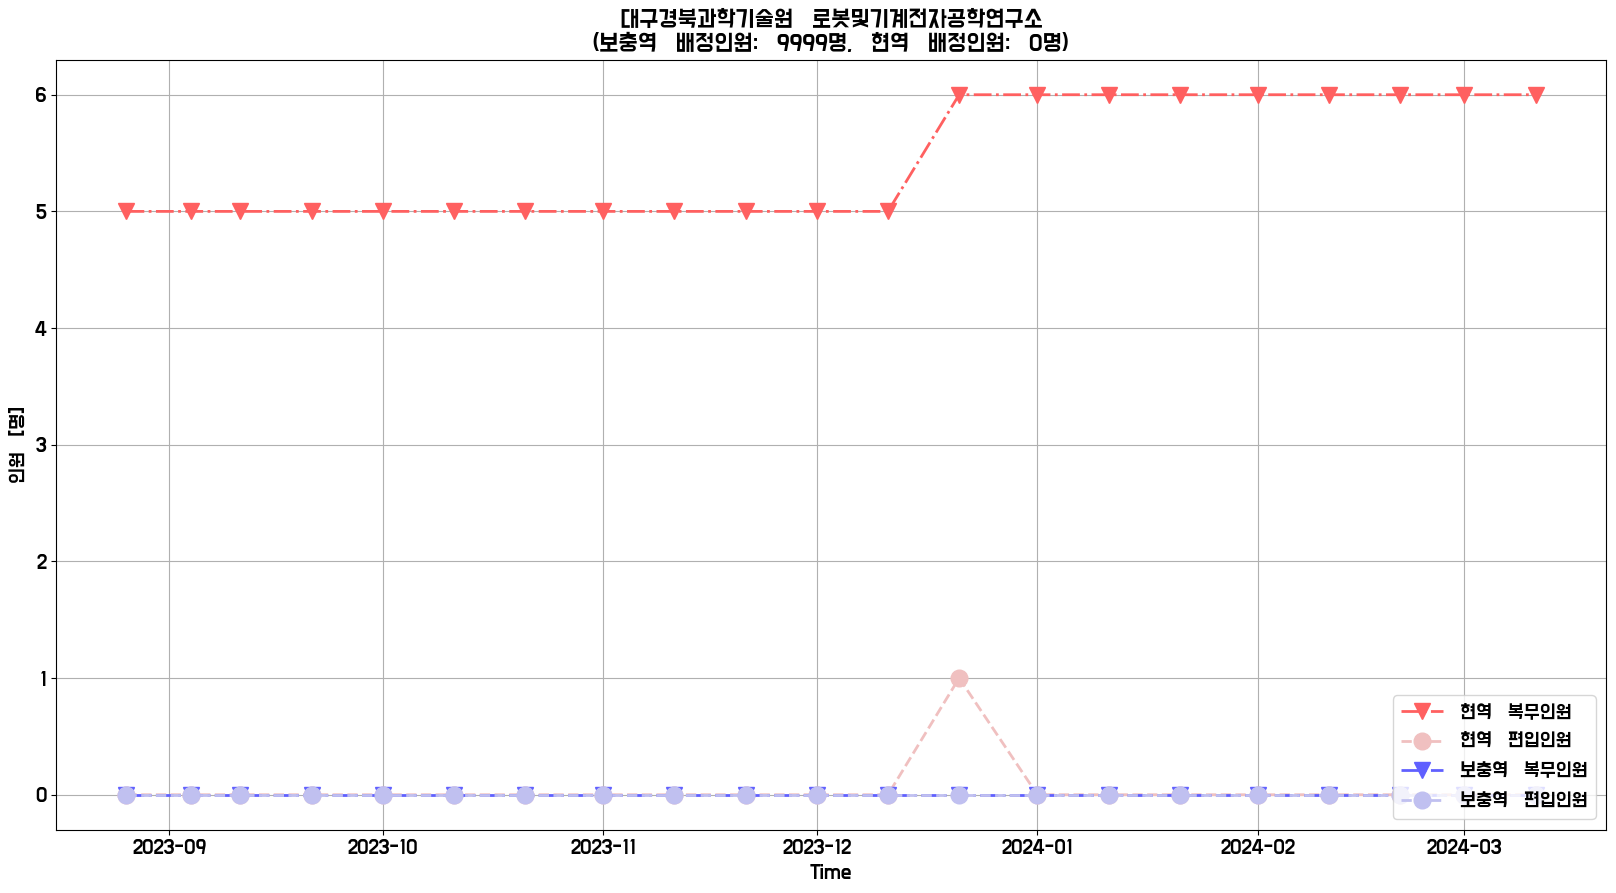 대구경북과학기술원 로봇및기계전자공학연구소
(보충역 배정인원: 9999명, 현역 배정인원: 0명)
인원 [명]
6
5
4
3
2
1
0
현역 복무인원
현역 편입인원
보충역 복무인원
보충역 편입인원
2023-09
2023-10
2023-11
2023-12
2024-01
2024-02
2024-03
Time